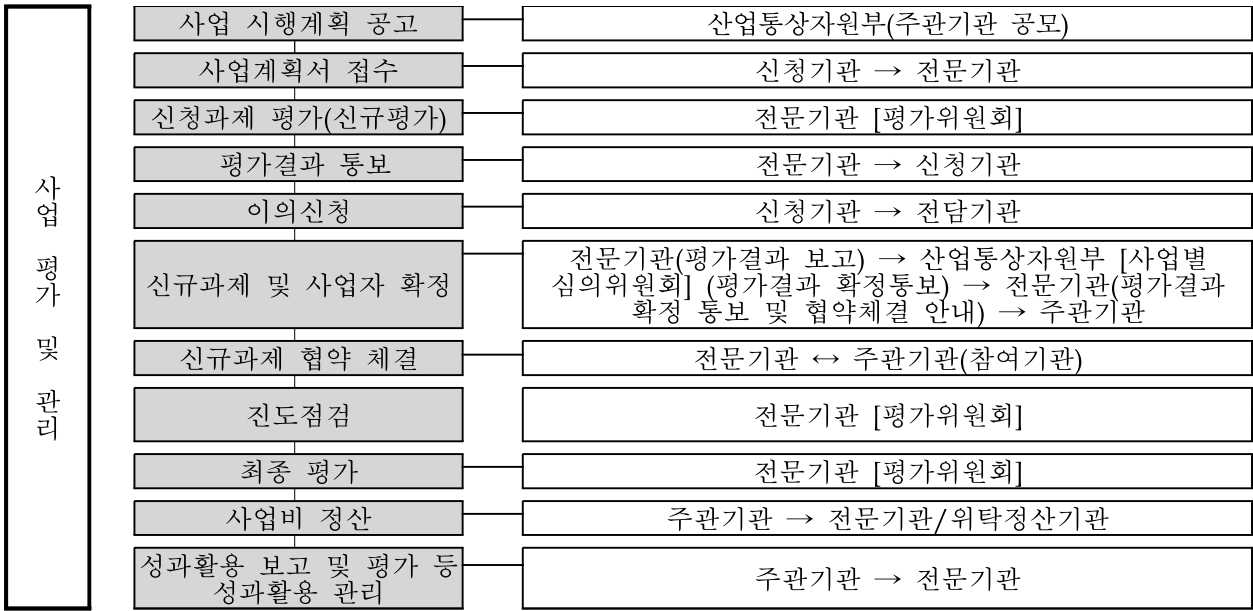 사업 평가 및 관리
사업 시행계획 공고
산업통상자원부(주관기관 공모)
사업계획서 접수
신청기관 → 전문기관
신청과제 평가(신규평가)
전문기관 [평가위원회]
평가결과 통보
전문기관 → 신청기관
이의신청
신청기관 → 전담기관
신규과제 및 사업자 확정
전문기관(평가결과 보고) → 산업통상자원부 [사업별
심의위원회] (평가결과 확정통보) → 전문기관(평가결과
확정 통보 및 협약체결 안내) → 주관기관
신규과제 협약 체결
전문기관 ↔ 주관기관(참여기관)
진도점검
전문기관 [평가위원회]
최종 평가
전문기관 [평가위원회]
사업비 정산
주관기관 → 전문기관/위탁정산기관
성과활용 보고 및 평가 등
성과활용 관리
주관기관 → 전문기관